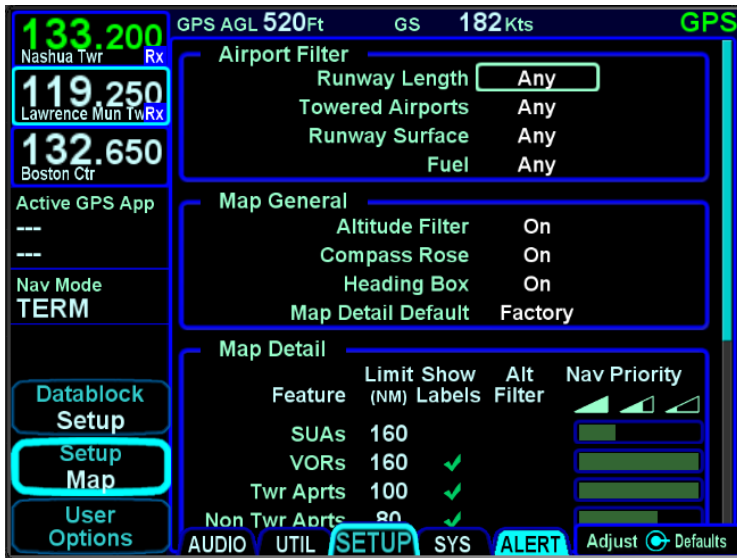 133.200
Nashua Twr Rx
119.250
Lawrence Mun Tw Rx
132.650
Boston Ctr
Active GPS App
---
---
Nav Mode
TERM
Datablock
Setup
Setup
Map
User
Options
GPS AGL 520Ft GS 182Kts GPS
Airport Filter
Runway Length Any
Towered Airports Any
Runway Surface Any
Fuel Any
Map General
Altitude Filter On
Compass Rose On
Heading Box On
Map Detail Default Factory
Map Detail
Limit Show Alt Nav Priority
Feature (NM) Labels Filter
SUAs 160
VORs 160 ✓
Twr Aprts 100 ✓
Non Twr Aprts 80 ✓
AUDIO UTIL SETUP SYS ALERT Adjust Defaults